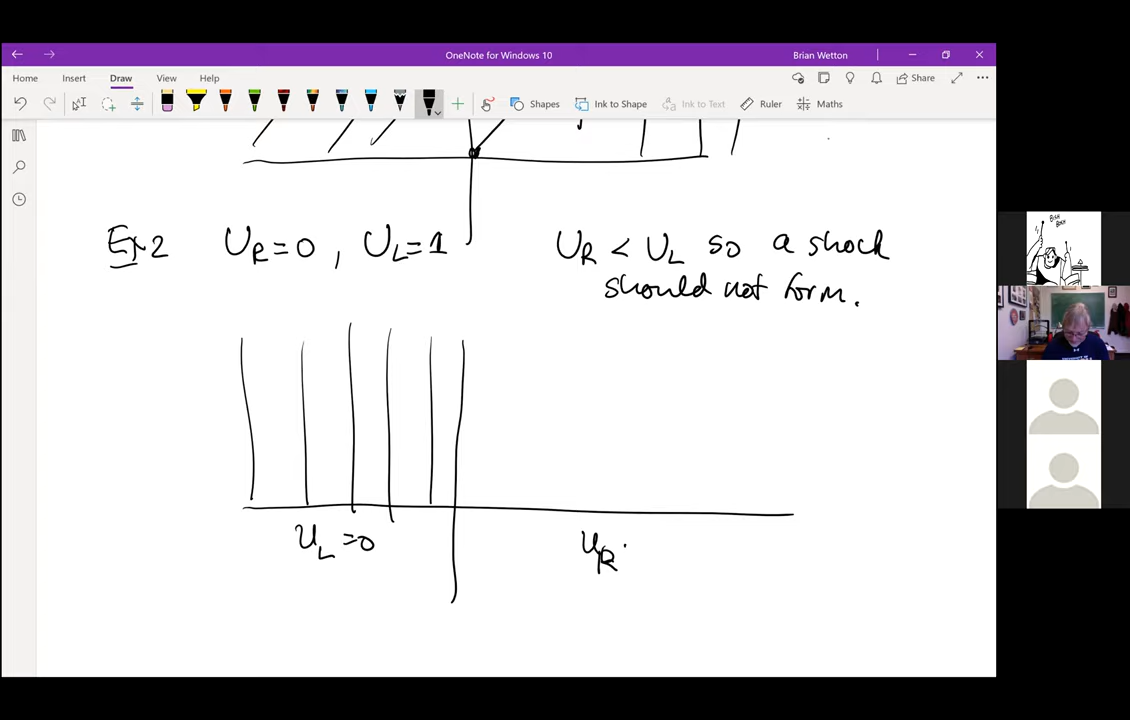 OneNote for Windows 10
Brian Wetton
Home Insert Draw View Help
Share
Shapes Ink to Shape Ink to Text Ruler Maths
Ex 2 U_R = 0 , U_L = 1 U_R < U_L so a shock
should not form.
U_L = 0 U_R